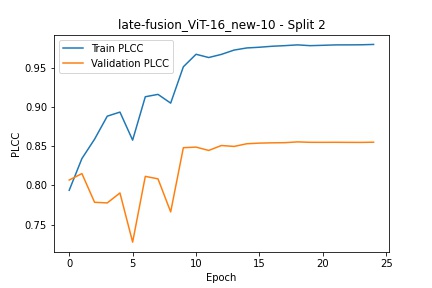 late-fusion_ViT-16_new-10 - Split 2
Train PLCC
Validation PLCC
PLCC
0.95
0.90
0.85
0.80
0.75
0
5
10
15
20
25
Epoch